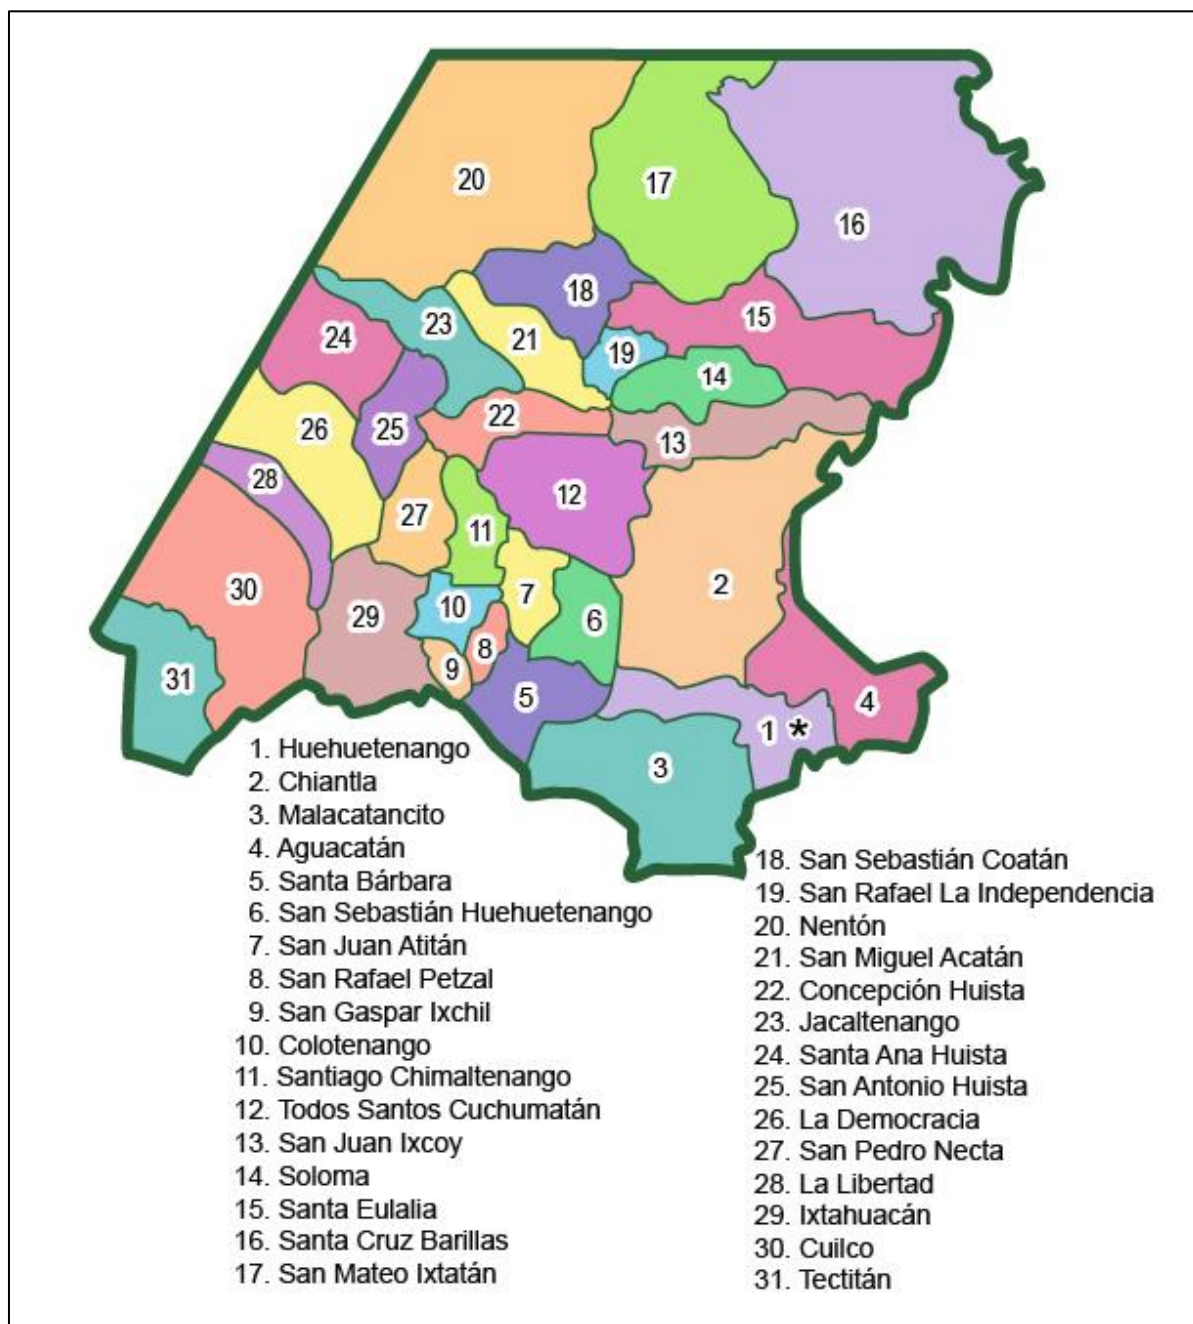 20
17
16
18
15
23
24
21
19
14
22
26
25
13
28
12
27
11
2
30
10
7
29
6
8
9
31
5
4
1 *
3
1. Huehuetenango
2. Chiantla
3. Malacatancito
4. Aguacatán
5. Santa Bárbara
6. San Sebastián Huehuetenango
7. San Juan Atitán
8. San Rafael Petzal
9. San Gaspar Ixchil
10. Colotenango
11. Santiago Chimaltenango
12. Todos Santos Cuchumatán
13. San Juan Ixcoy
14. Soloma
15. Santa Eulalia
16. Santa Cruz Barillas
17. San Mateo Ixtatán
18. San Sebastián Coatán
19. San Rafael La Independencia
20. Nentón
21. San Miguel Acatán
22. Concepción Huista
23. Jacaltenango
24. Santa Ana Huista
25. San Antonio Huista
26. La Democracia
27. San Pedro Necta
28. La Libertad
29. Ixtahuacán
30. Cuilco
31. Tectitán